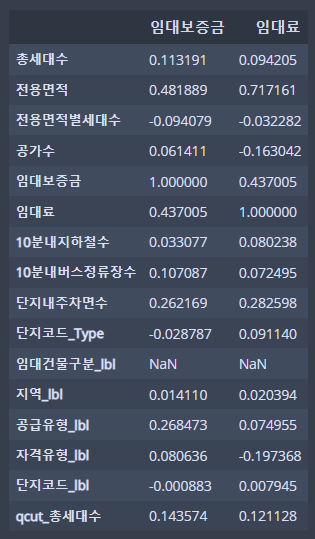 임대보증금 임대료
총세대수 0.113191 0.094205
전용면적 0.481889 0.717161
전용면적별세대수 -0.094079 -0.032282
공가수 0.061411 -0.163042
임대보증금 1.000000 0.437005
임대료 0.437005 1.000000
10분내지하철수 0.033077 0.080238
10분내버스정류장수 0.107087 0.072495
단지내주차면수 0.262169 0.282598
단지코드_Type -0.028787 0.091140
임대건물구분_lbl NaN NaN
지역_lbl 0.014110 0.020394
공급유형_lbl 0.268473 0.074955
자격유형_lbl 0.080636 -0.197368
단지코드_lbl -0.000883 0.007945
qcut_총세대수 0.143574 0.121128